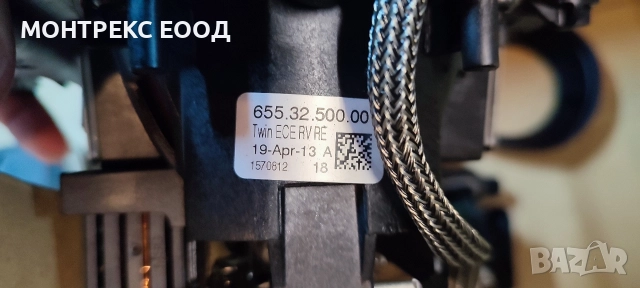 МОНТРЕКС ЕООД
655.32.500.00
Twin ECE RV RE
19-Apr-13 A
1570612 18
BAZAR